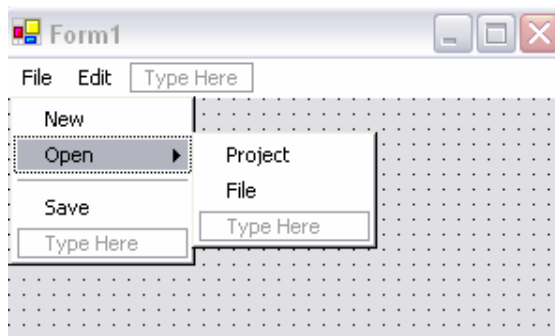 Form1
File Edit Type Here
New
Open
Project
File
Save
Type Here
Type Here